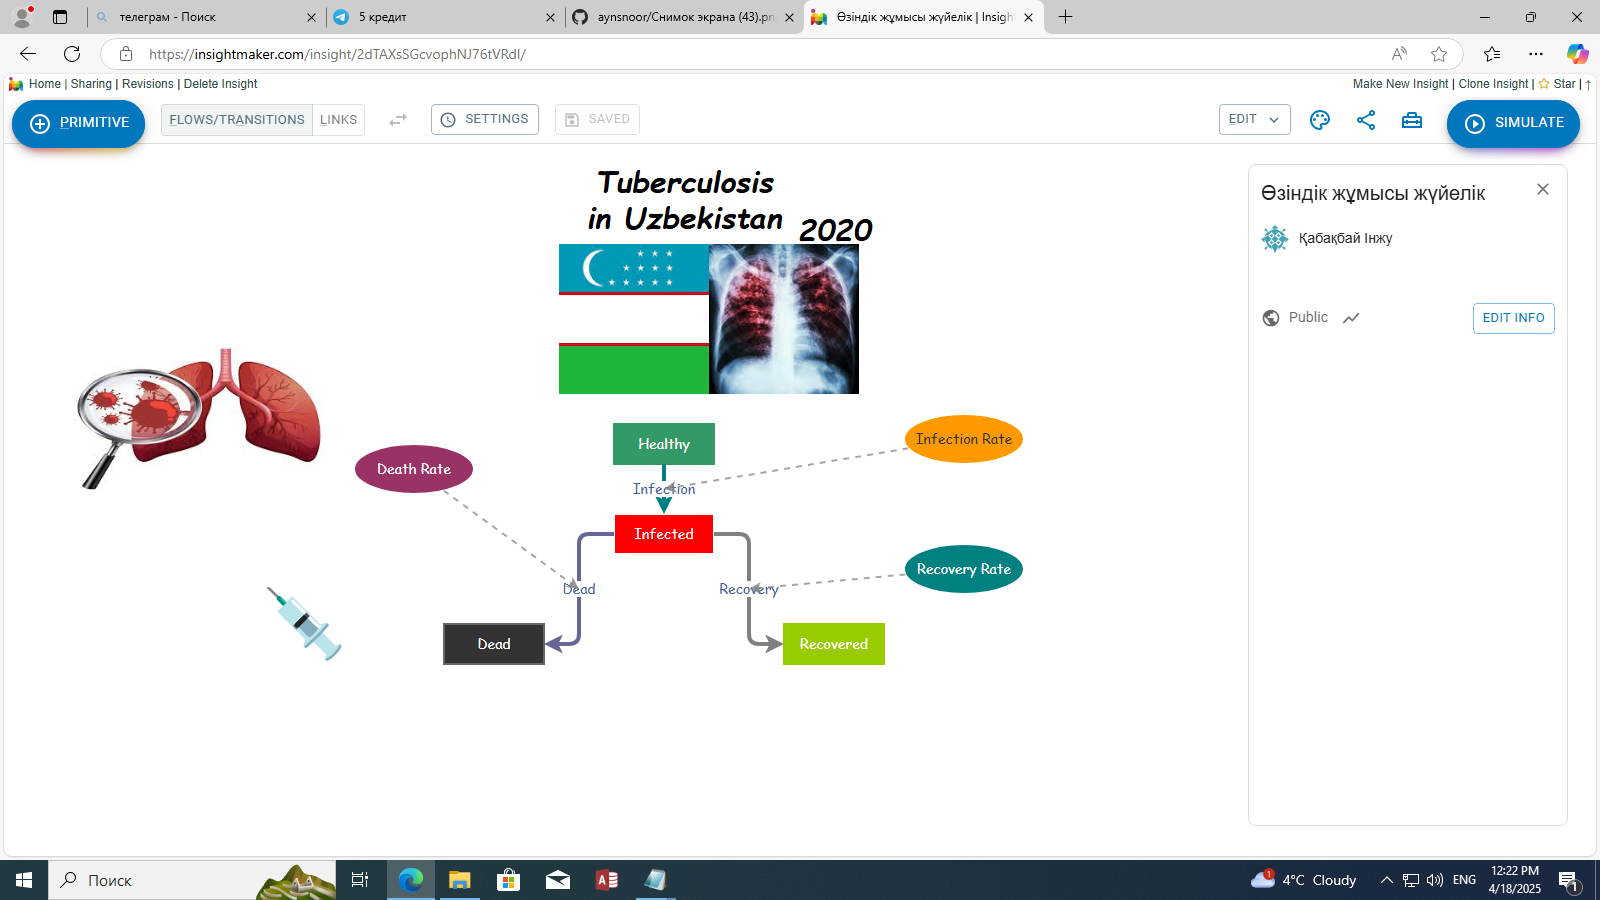 телеграм - Поиск
5 кредит
aynsnoor/Снимок экрана (43).pn
Өзіндік жұмысы жүйелік | Insight
https://insightmaker.com/insight/2dTAXsSGcvophNJ76tVRdl/
Home | Sharing | Revisions | Delete Insight
Make New Insight | Clone Insight | Star | ↑
PRIMITIVE
FLOWS/TRANSITIONS
LINKS
SETTINGS
SAVED
EDIT
SIMULATE
Tuberculosis
in Uzbekistan
2020
Өзіндік жұмысы жүйелік
Қабақбай Інжу
Public
EDIT INFO
Healthy
Infection Rate
Death Rate
Infection
Infected
Recovery Rate
Dead
Recovery
Dead
Recovered
Поиск
1
4°C Cloudy
ENG
12:22 PM
4/18/2025
1